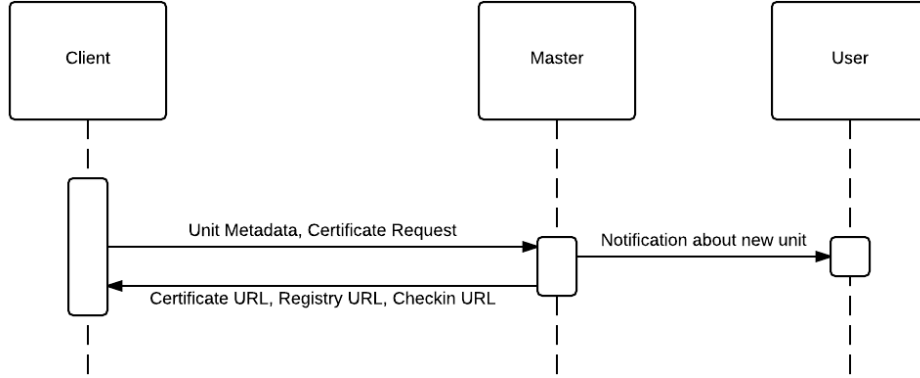 Client
Master
User
Unit Metadata, Certificate Request
Notification about new unit
Certificate URL, Registry URL, Checkin URL